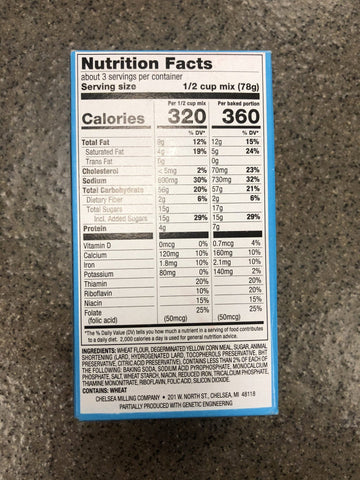 Nutrition Facts
about 3 servings per container
Serving size 1/2 cup mix (78g)
Per 1/2 cup mix Per baked portion
Calories 320 360
% DV* % DV*
Total Fat 9g 12% 12g 15%
Saturated Fat 4g 19% 5g 24%
Trans Fat 0g 0g
Cholesterol < 5mg 2% 70mg 23%
Sodium 690mg 30% 730mg 32%
Total Carbohydrate 56g 20% 57g 21%
Dietary Fiber 2g 6% 2g 6%
Total Sugars 15g 17g
Incl. Added Sugars 15g 29% 15g 29%
Protein 4g 7g
Vitamin D 0mcg 0% 0.7mcg 4%
Calcium 120mg 10% 160mg 10%
Iron 1.8mg 10% 2.1mg 10%
Potassium 80mg 0% 140mg 2%
Thiamin 20% 20%
Riboflavin 10% 20%
Niacin 15% 15%
Folate 25% 25%
(folic acid) (50mcg) (50mcg)
*The % Daily Value (DV) tells you how much a nutrient in a serving of food contributes
to a daily diet. 2,000 calories a day is used for general nutrition advice.
INGREDIENTS: WHEAT FLOUR, DEGERMINATED YELLOW CORN MEAL, SUGAR, ANIMAL
SHORTENING (LARD, HYDROGENATED LARD, TOCOPHEROLS PRESERVATIVE, BHT
PRESERVATIVE, CITRIC ACID PRESERVATIVE), CONTAINS LESS THAN 2% OF EACH OF
THE FOLLOWING: BAKING SODA, SODIUM ACID PYROPHOSPHATE, MONOCALCIUM
PHOSPHATE, SALT, WHEAT STARCH, NIACIN, REDUCED IRON, TRICALCIUM PHOSPHATE,
THIAMINE MONONITRATE, RIBOFLAVIN, FOLIC ACID, SILICON DIOXIDE.
CONTAINS: WHEAT
CHELSEA MILLING COMPANY • 201 W. NORTH ST., CHELSEA, MI 48118
PARTIALLY PRODUCED WITH GENETIC ENGINEERING